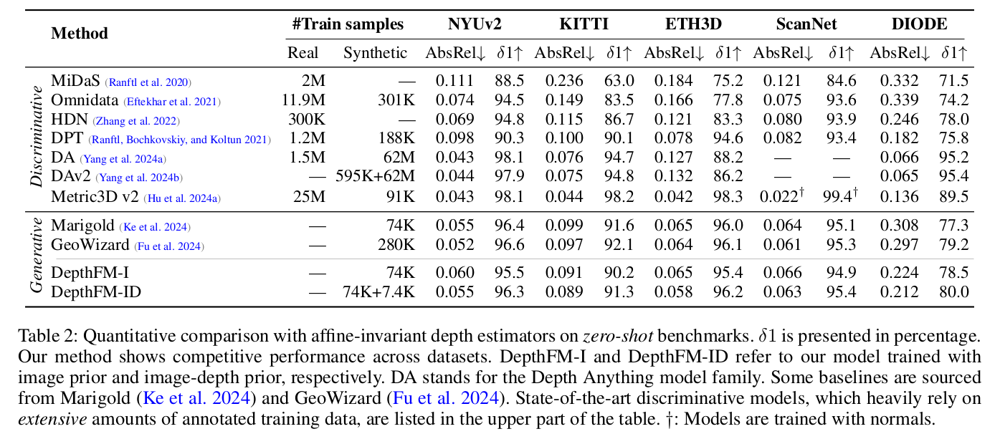 Method #Train samples NYUv2 KITTI ETH3D ScanNet DIODE
Real Synthetic AbsRel↓ δ1↑ AbsRel↓ δ1↑ AbsRel↓ δ1↑ AbsRel↓ δ1↑ AbsRel↓ δ1↑
Discriminative
MiDaS (Ranftl et al. 2020) 2M — 0.111 88.5 0.236 63.0 0.184 75.2 0.121 84.6 0.332 71.5
Omnidata (Eftekhar et al. 2021) 11.9M 301K 0.074 94.5 0.149 83.5 0.166 77.8 0.075 93.6 0.339 74.2
HDN (Zhang et al. 2022) 300K — 0.069 94.8 0.115 86.7 0.121 83.3 0.080 93.9 0.246 78.0
DPT (Ranftl, Bochkovskiy, and Koltun 2021) 1.2M 188K 0.098 90.3 0.100 90.1 0.078 94.6 0.082 93.4 0.182 75.8
DA (Yang et al. 2024a) 1.5M 62M 0.043 98.1 0.076 94.7 0.127 88.2 — — 0.066 95.2
DAv2 (Yang et al. 2024b) — 595K+62M 0.044 97.9 0.075 94.8 0.132 86.2 — — 0.065 95.4
Metric3D v2 (Hu et al. 2024a) 25M 91K 0.043 98.1 0.044 98.2 0.042 98.3 0.022† 99.4† 0.136 89.5
Generative
Marigold (Ke et al. 2024) — 74K 0.055 96.4 0.099 91.6 0.065 96.0 0.064 95.1 0.308 77.3
GeoWizard (Fu et al. 2024) — 280K 0.052 96.6 0.097 92.1 0.064 96.1 0.061 95.3 0.297 79.2
DepthFM-I — 74K 0.060 95.5 0.091 90.2 0.065 95.4 0.066 94.9 0.224 78.5
DepthFM-ID — 74K+7.4K 0.055 96.3 0.089 91.3 0.058 96.2 0.063 95.4 0.212 80.0
Table 2: Quantitative comparison with affine-invariant depth estimators on zero-shot benchmarks. δ1 is presented in percentage.
Our method shows competitive performance across datasets. DepthFM-I and DepthFM-ID refer to our model trained with
image prior and image-depth prior, respectively. DA stands for the Depth Anything model family. Some baselines are sourced
from Marigold (Ke et al. 2024) and GeoWizard (Fu et al. 2024). State-of-the-art discriminative models, which heavily rely on
extensive amounts of annotated training data, are listed in the upper part of the table. †: Models are trained with normals.